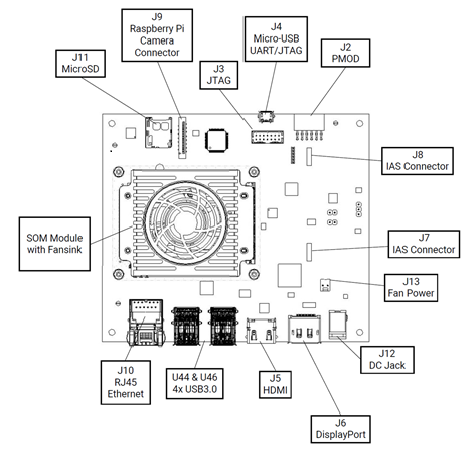 J9
Raspberry Pi
Camera
Connector
J4
Micro-USB
UART/JTAG
J2
PMOD
J11
MicroSD
J3
JTAG
J8
IAS Connector
SOM Module
with Fansink
J7
IAS Connector
J13
Fan Power
J10
RJ45
Ethernet
U44 & U46
4x USB3.0
J5
HDMI
J12
DC Jack
J6
DisplayPort